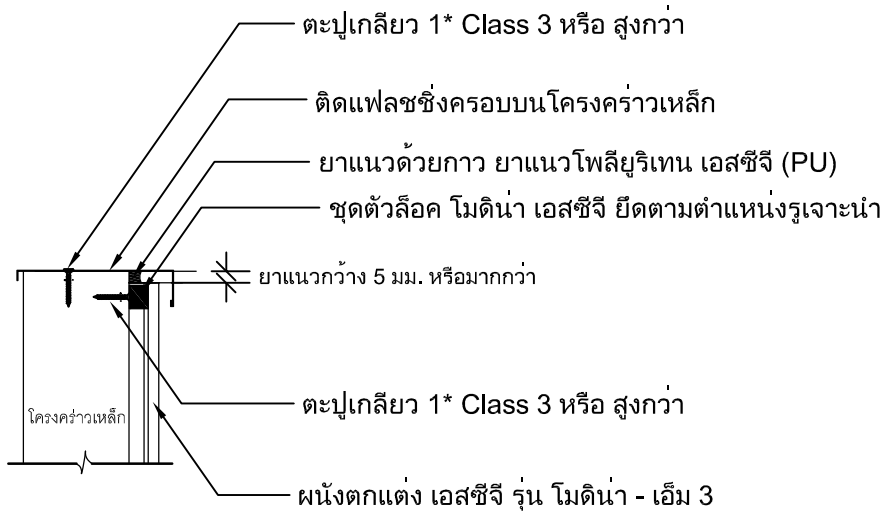 ตะปูเกลียว 1* Class 3 หรือ สูงกว่า
ติดแฟลชชิ่งครอบบนโครงคร่าวเหล็ก
ยาแนวด้วยกาว ยาแนวโพลียูริเทน เอสซีจี (PU)
ชุดตัวล็อค โมดิน่า เอสซีจี ยึดตามตำแหน่งรูเจาะนำ
ยาแนวกว้าง 5 มม. หรือมากกว่า
ตะปูเกลียว 1* Class 3 หรือ สูงกว่า
โครงคร่าวเหล็ก
ผนังตกแต่ง เอสซีจี รุ่น โมดิน่า - เอ็ม 3